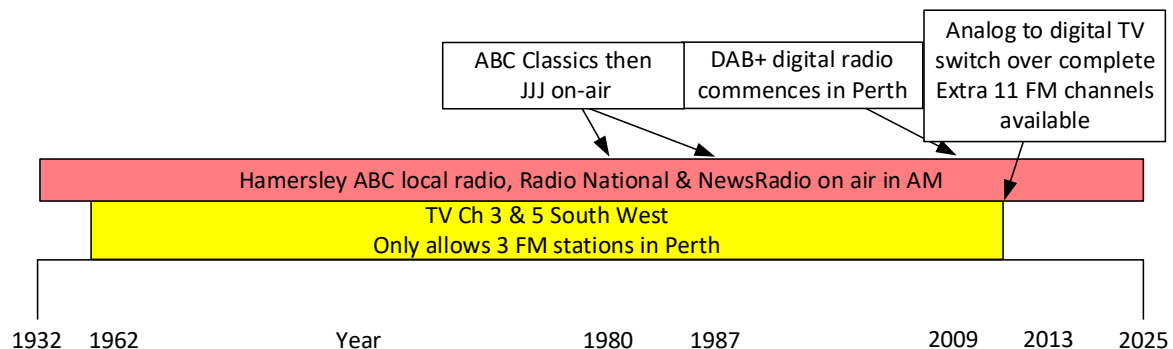 ABC Classics then
JJJ on-air
DAB+ digital radio
commences in Perth
Analog to digital TV
switch over complete
Extra 11 FM channels
available
Hamersley ABC local radio, Radio National & NewsRadio on air in AM
TV Ch 3 & 5 South West
Only allows 3 FM stations in Perth
1932 1962 Year 1980 1987 2009 2013 2025